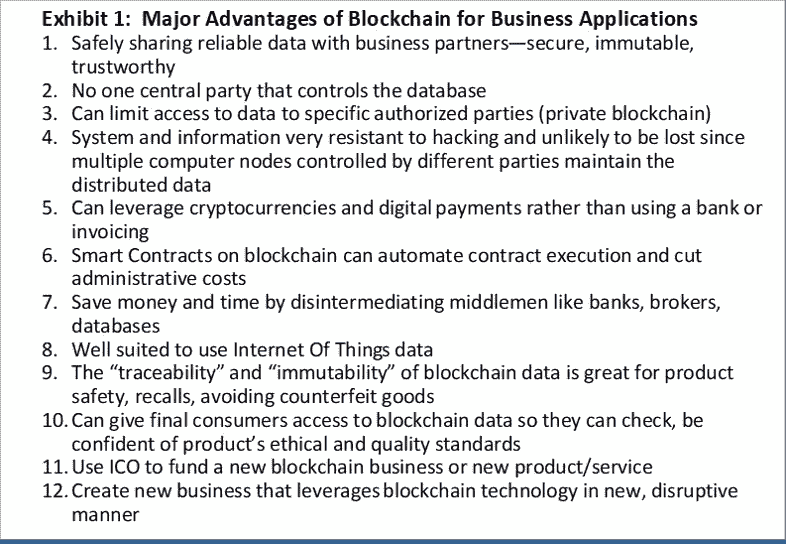 Exhibit 1:  Major Advantages of Blockchain for Business Applications
1. Safely sharing reliable data with business partners—secure, immutable,
trustworthy
2. No one central party that controls the database
3. Can limit access to data to specific authorized parties (private blockchain)
4. System and information very resistant to hacking and unlikely to be lost since
multiple computer nodes controlled by different parties maintain the
distributed data
5. Can leverage cryptocurrencies and digital payments rather than using a bank or
invoicing
6. Smart Contracts on blockchain can automate contract execution and cut
administrative costs
7. Save money and time by disintermediating middlemen like banks, brokers,
databases
8. Well suited to use Internet Of Things data
9. The “traceability” and “immutability” of blockchain data is great for product
safety, recalls, avoiding counterfeit goods
10. Can give final consumers access to blockchain data so they can check, be
confident of product’s ethical and quality standards
11. Use ICO to fund a new blockchain business or new product/service
12. Create new business that leverages blockchain technology in new, disruptive
manner